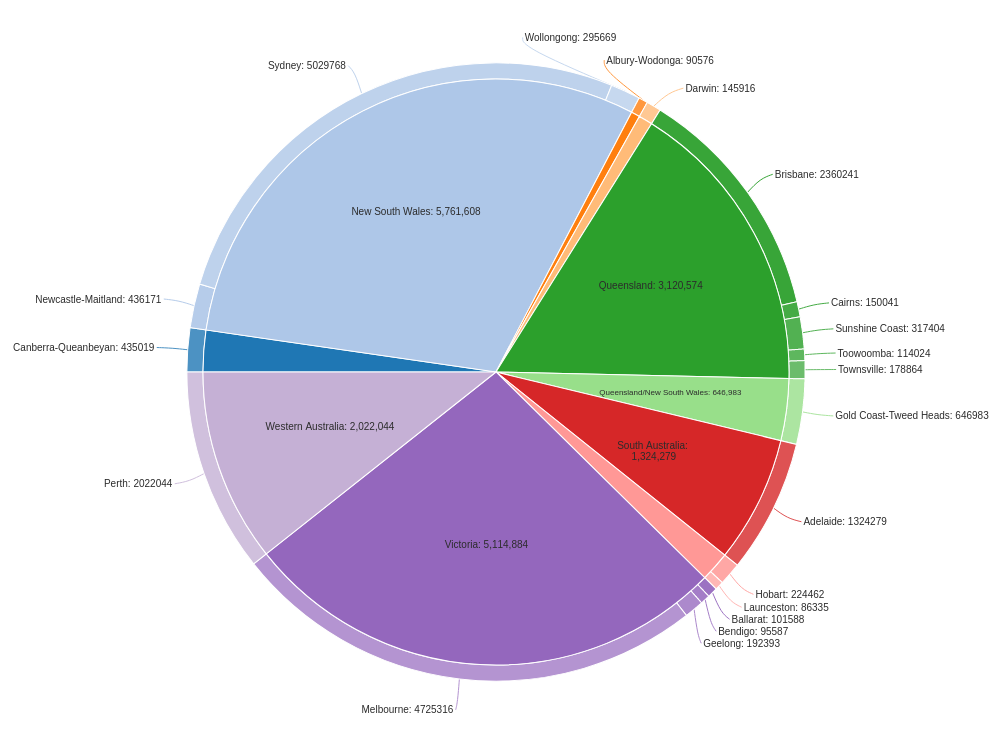 Wollongong: 295669
Albury-Wodonga: 90576
Sydney: 5029768
Darwin: 145916
Brisbane: 2360241
New South Wales: 5,761,608
Queensland: 3,120,574
Newcastle-Maitland: 436171
Cairns: 150041
Sunshine Coast: 317404
Canberra-Queanbeyan: 435019
Toowoomba: 114024
Townsville: 178864
Queensland/New South Wales: 646,983
Gold Coast-Tweed Heads: 646983
Western Australia: 2,022,044
South Australia:
1,324,279
Perth: 2022044
Adelaide: 1324279
Victoria: 5,114,884
Hobart: 224462
Launceston: 86335
Ballarat: 101588
Bendigo: 95587
Geelong: 192393
Melbourne: 4725316